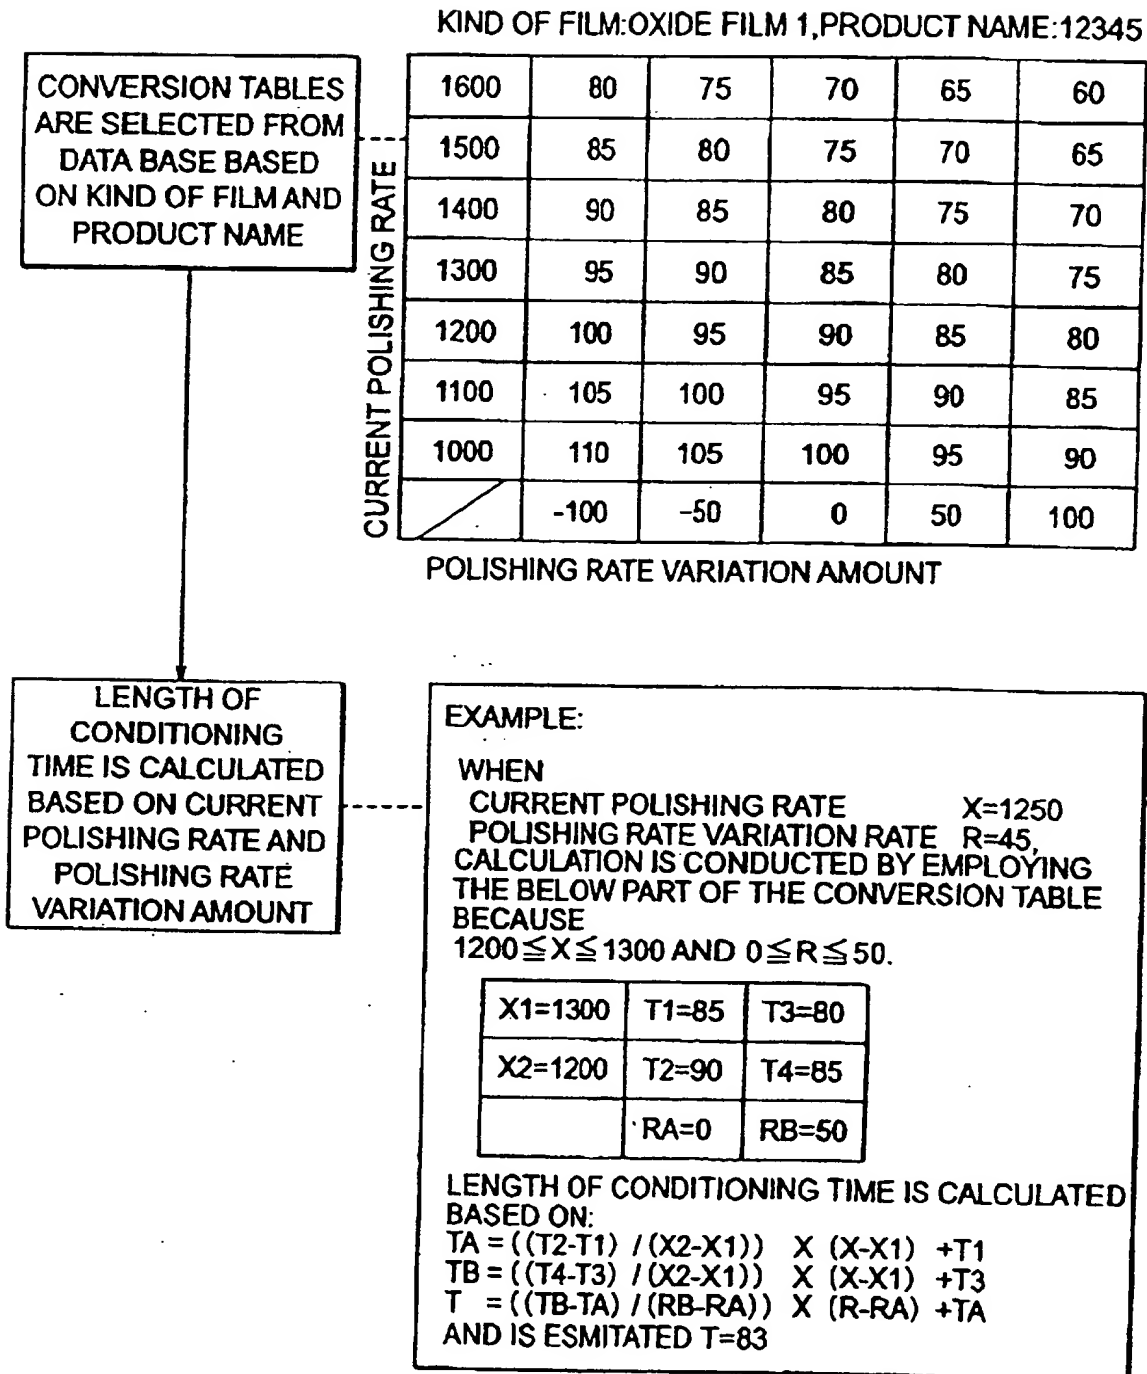 KIND OF FILM:OXIDE FILM 1,PRODUCT NAME:12345
CONVERSION TABLES
ARE SELECTED FROM
DATA BASE BASED
ON KIND OF FILM AND
PRODUCT NAME
CURRENT POLISHING RATE
1600 80 75 70 65 60
1500 85 80 75 70 65
1400 90 85 80 75 70
1300 95 90 85 80 75
1200 100 95 90 85 80
1100 105 100 95 90 85
1000 110 105 100 95 90
-100 -50 0 50 100
POLISHING RATE VARIATION AMOUNT
LENGTH OF
CONDITIONING
TIME IS CALCULATED
BASED ON CURRENT
POLISHING RATE AND
POLISHING RATE
VARIATION AMOUNT
EXAMPLE:
WHEN
CURRENT POLISHING RATE X=1250
POLISHING RATE VARIATION RATE R=45,
CALCULATION IS CONDUCTED BY EMPLOYING
THE BELOW PART OF THE CONVERSION TABLE
BECAUSE
1200≦X≦1300 AND 0≦R≦50.
X1=1300 T1=85 T3=80
X2=1200 T2=90 T4=85
RA=0 RB=50
LENGTH OF CONDITIONING TIME IS CALCULATED
BASED ON:
TA = ((T2-T1) / (X2-X1)) X (X-X1) +T1
TB = ((T4-T3) / (X2-X1)) X (X-X1) +T3
T = ((TB-TA) / (RB-RA)) X (R-RA) +TA
AND IS ESMITATED T=83